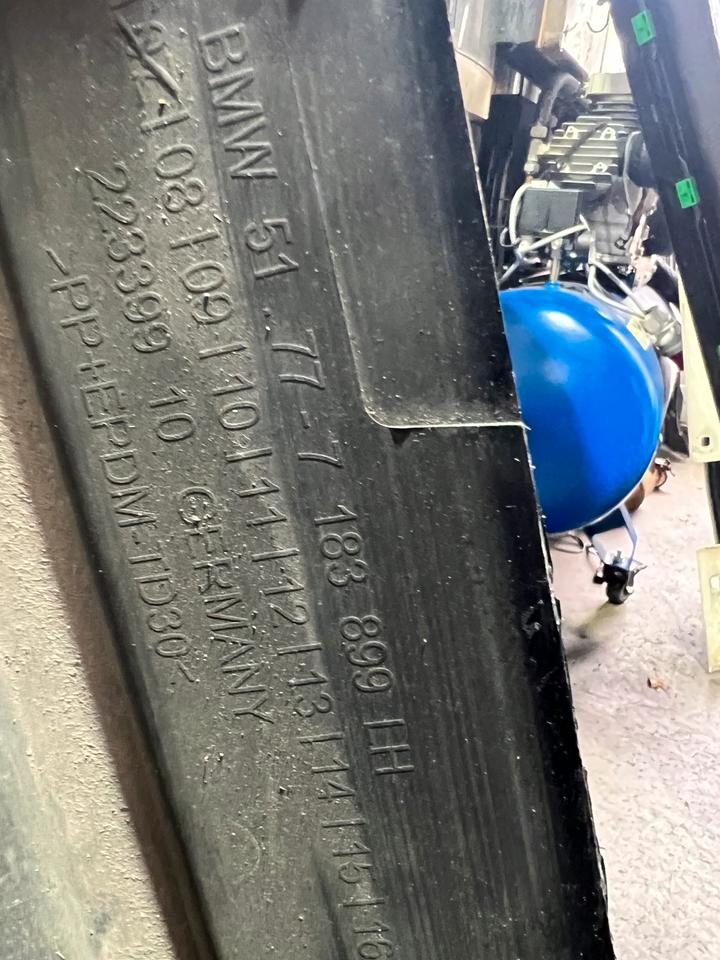 BMW 51.77-7 183 899 LH
08 | 09 | 10 | 11 | 12 | 13 | 14 | 15 | 16
223399 10 GERMANY
>PP+EPDM-TD30<